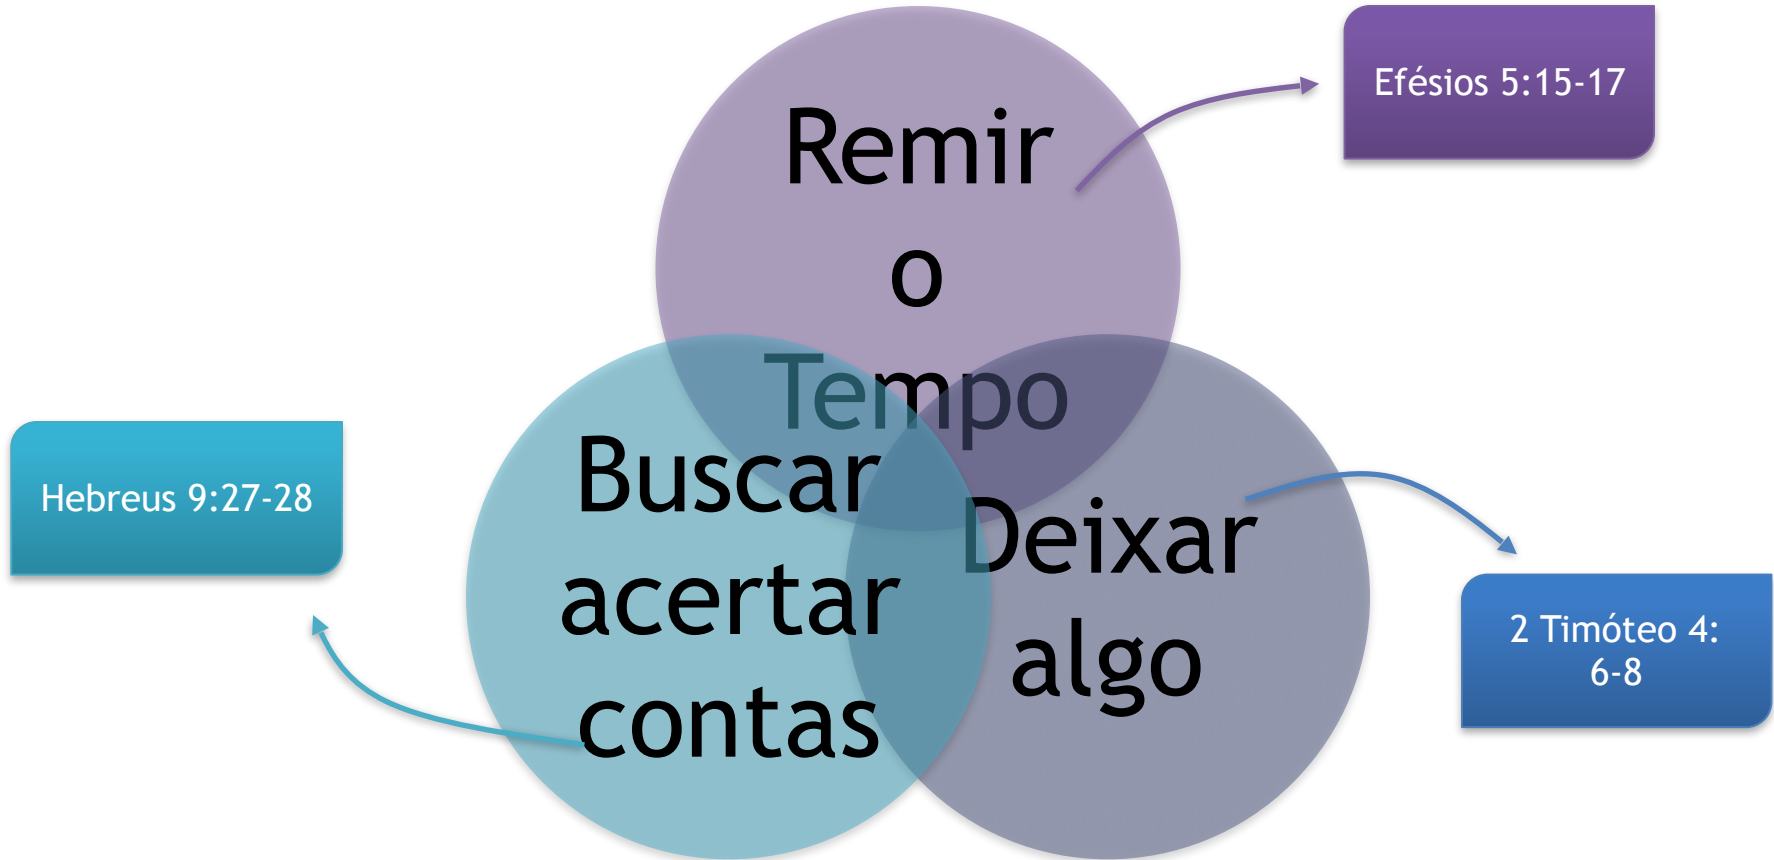 Remir
o
Tempo
Efésios 5:15-17
Buscar
acertar
contas
Hebreus 9:27-28
Deixar
algo
2 Timóteo 4:
6-8